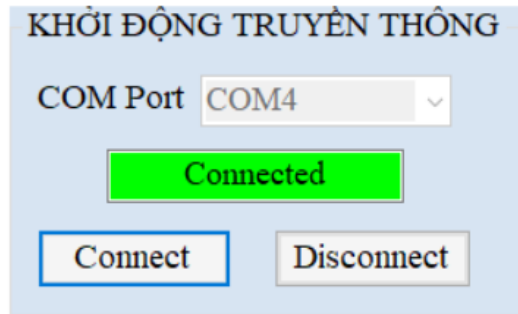 KHỞI ĐỘNG TRUYỀN THÔNG
COM Port COM4
Connected
Connect Disconnect